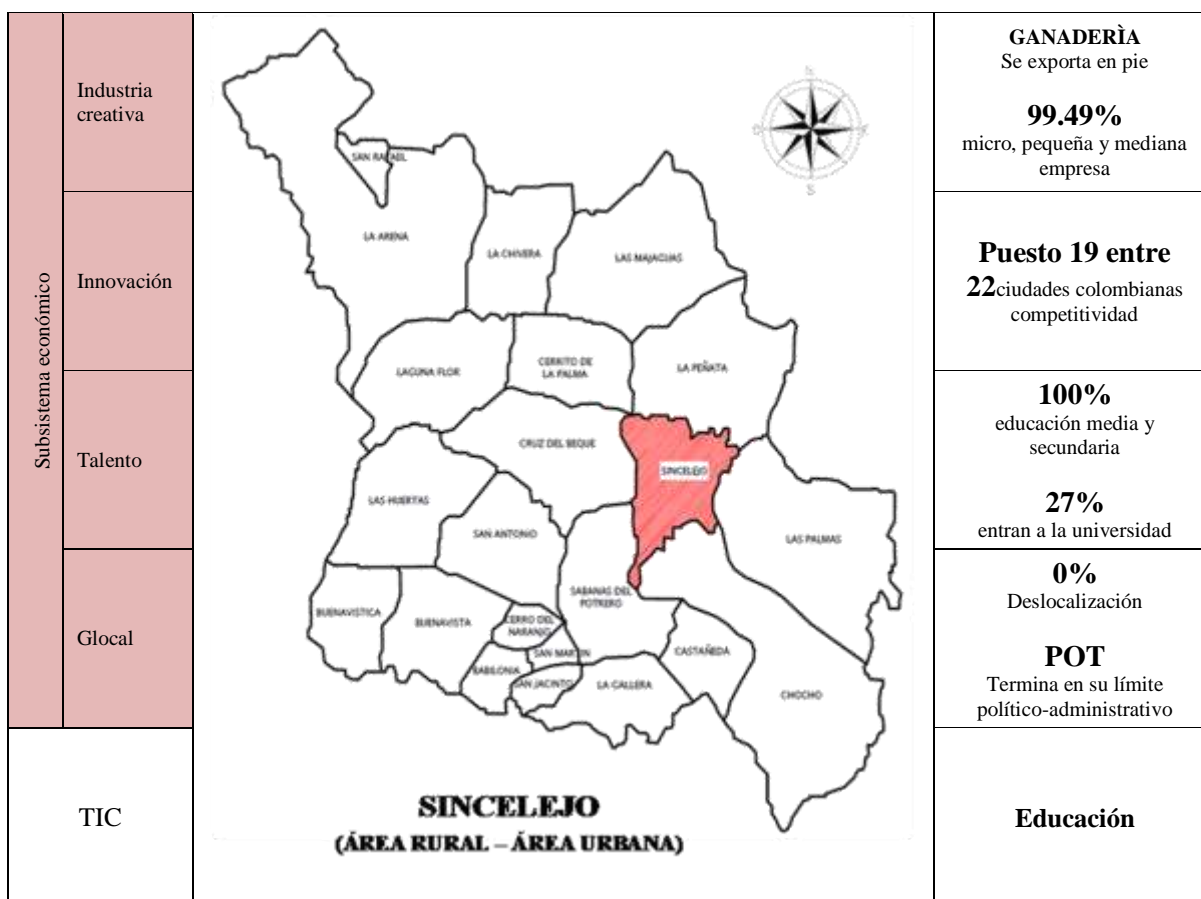 Subsistema económico
Industria
creativa
GANADERÌA
Se exporta en pie
99.49%
micro, pequeña y mediana
empresa
Innovación
Puesto 19 entre
22ciudades colombianas
competitividad
Talento
100%
educación media y
secundaria
27%
entran a la universidad
Glocal
0%
Deslocalización
POT
Termina en su límite
político-administrativo
TIC
Educación
N
S
SAN RAFAEL
LA ARENA
LA CHIVERA
LAS MAJAGUAS
LAGUNA FLOR
CERRITO DE
LA PALMA
LA PEÑATA
CRUZ DEL BEQUE
SINCELEJO
LAS HUERTAS
SAN ANTONIO
LAS PALMAS
SABANAS DEL
POTRERO
BUENAVISTICA
BUENAVISTA
CERRO DEL
NARANJO
SAN MARTIN
CASTAÑEDA
BABILONIA
SAN JACINTO
LA GALLERA
CHOCHO
SINCELEJO
(ÁREA RURAL – ÁREA URBANA)